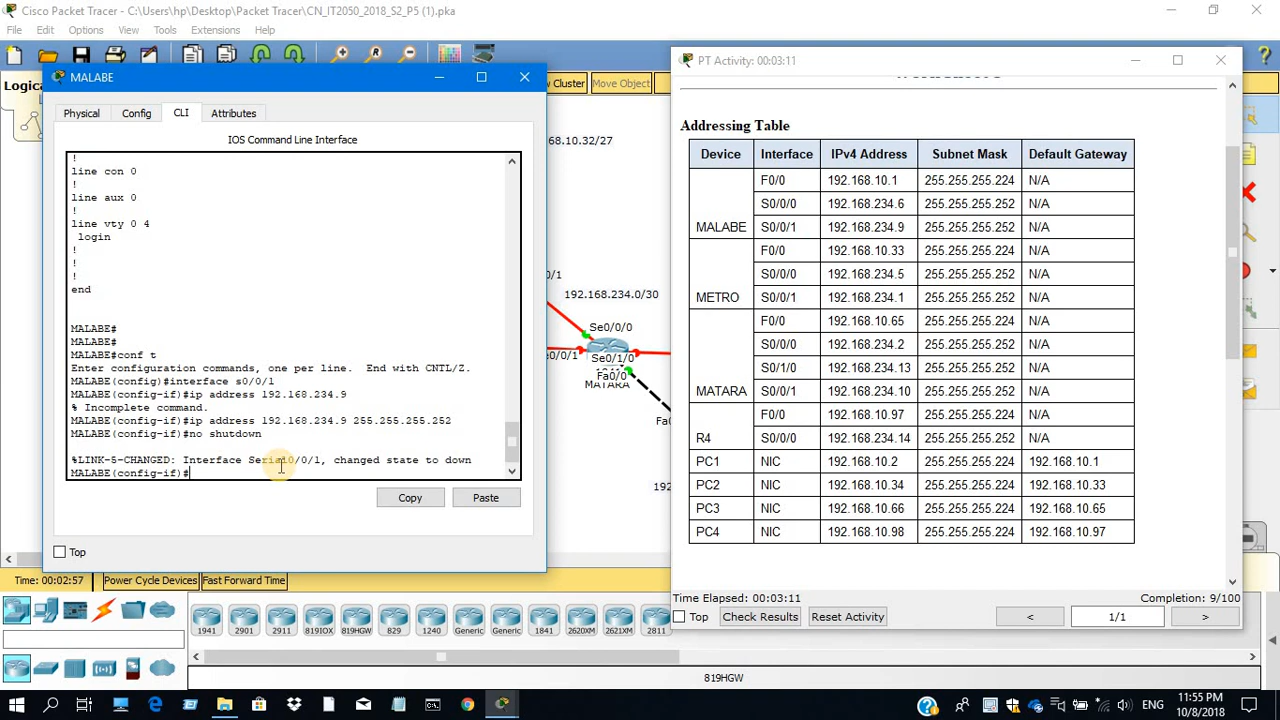 Cisco Packet Tracer - C:\Users\hp\Desktop\Packet Tracer\CN_IT2050_2018_S2_P5 (1).pka
File Edit Options View Tools Extensions Help
MALABE
Physical Config CLI Attributes
IOS Command Line Interface
!
line con 0
!
line aux 0
!
line vty 0 4
login
!
!
!
end
MALABE#
MALABE#
MALABE#conf t
Enter configuration commands, one per line. End with CNTL/Z.
MALABE(config)#interface s0/0/1
MALABE(config-if)#ip address 192.168.234.9
% Incomplete command.
MALABE(config-if)#ip address 192.168.234.9 255.255.255.252
MALABE(config-if)#no shutdown
%LINK-5-CHANGED: Interface Serial0/0/1, changed state to down
MALABE(config-if)#
Copy Paste
Top
Logica
w Cluster Move Object
68.10.32/27
/0/1
192.168.234.0/30
Se0/0/0
e0/0/1
Se0/1/0
Fa0/0
MATARA
Fa0
192
PT Activity: 00:03:11
Addressing Table
Device Interface IPv4 Address Subnet Mask Default Gateway
MALABE F0/0 192.168.10.1 255.255.255.224 N/A
S0/0/0 192.168.234.6 255.255.255.252 N/A
S0/0/1 192.168.234.9 255.255.255.252 N/A
METRO F0/0 192.168.10.33 255.255.255.224 N/A
S0/0/0 192.168.234.5 255.255.255.252 N/A
S0/0/1 192.168.234.1 255.255.255.252 N/A
MATARA F0/0 192.168.10.65 255.255.255.224 N/A
S0/0/0 192.168.234.2 255.255.255.252 N/A
S0/1/0 192.168.234.13 255.255.255.252 N/A
S0/0/1 192.168.234.10 255.255.255.252 N/A
R4 F0/0 192.168.10.97 255.255.255.224 N/A
S0/0/0 192.168.234.14 255.255.255.252 N/A
PC1 NIC 192.168.10.2 255.255.255.224 192.168.10.1
PC2 NIC 192.168.10.34 255.255.255.224 192.168.10.33
PC3 NIC 192.168.10.66 255.255.255.224 192.168.10.65
PC4 NIC 192.168.10.98 255.255.255.224 192.168.10.97
Time Elapsed: 00:03:11 Completion: 9/100
Top Check Results Reset Activity < 1/1 >
Time: 00:02:57 Power Cycle Devices Fast Forward Time
1941 2901 2911 819IOX 819HGW 829 1240 Generic Generic 1841 2620XM 2621XM 2811
819HGW
ENG
11:55 PM
10/8/2018